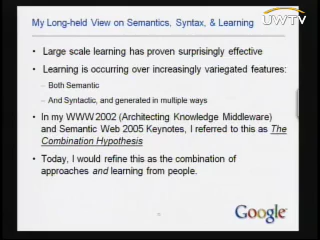 UWTV
My Long-held View on Semantics, Syntax, & Learning
• Large scale learning has proven surprisingly effective
• Learning is occurring over increasingly variegated features:
– Both Semantic
– And Syntactic, and generated in multiple ways
• In my WWW 2002 (Architecting Knowledge Middleware)
and Semantic Web 2005 Keynotes, I referred to this as The
Combination Hypothesis
• Today, I would refine this as the combination of
approaches and learning from people.
Google